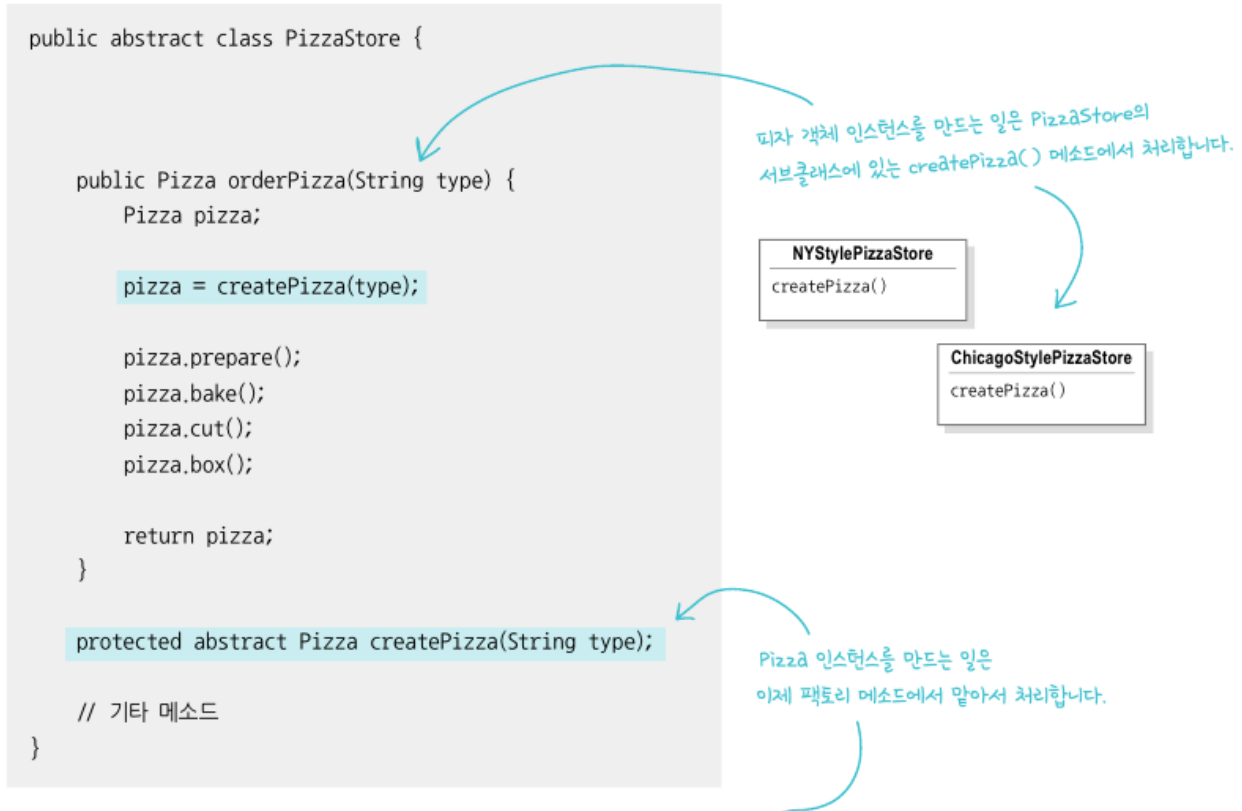 public abstract class PizzaStore {
public Pizza orderPizza(String type) {
Pizza pizza;
pizza = createPizza(type);
pizza.prepare();
pizza.bake();
pizza.cut();
pizza.box();
return pizza;
}
protected abstract Pizza createPizza(String type);
// 기타 메소드
}
피자 객체 인스턴스를 만드는 일은 PizzaStore의
서브클래스에 있는 createPizza( ) 메소드에서 처리합니다.
NYStylePizzaStore
createPizza()
ChicagoStylePizzaStore
createPizza()
Pizza 인스턴스를 만드는 일은
이제 팩토리 메소드에서 맡아서 처리합니다.